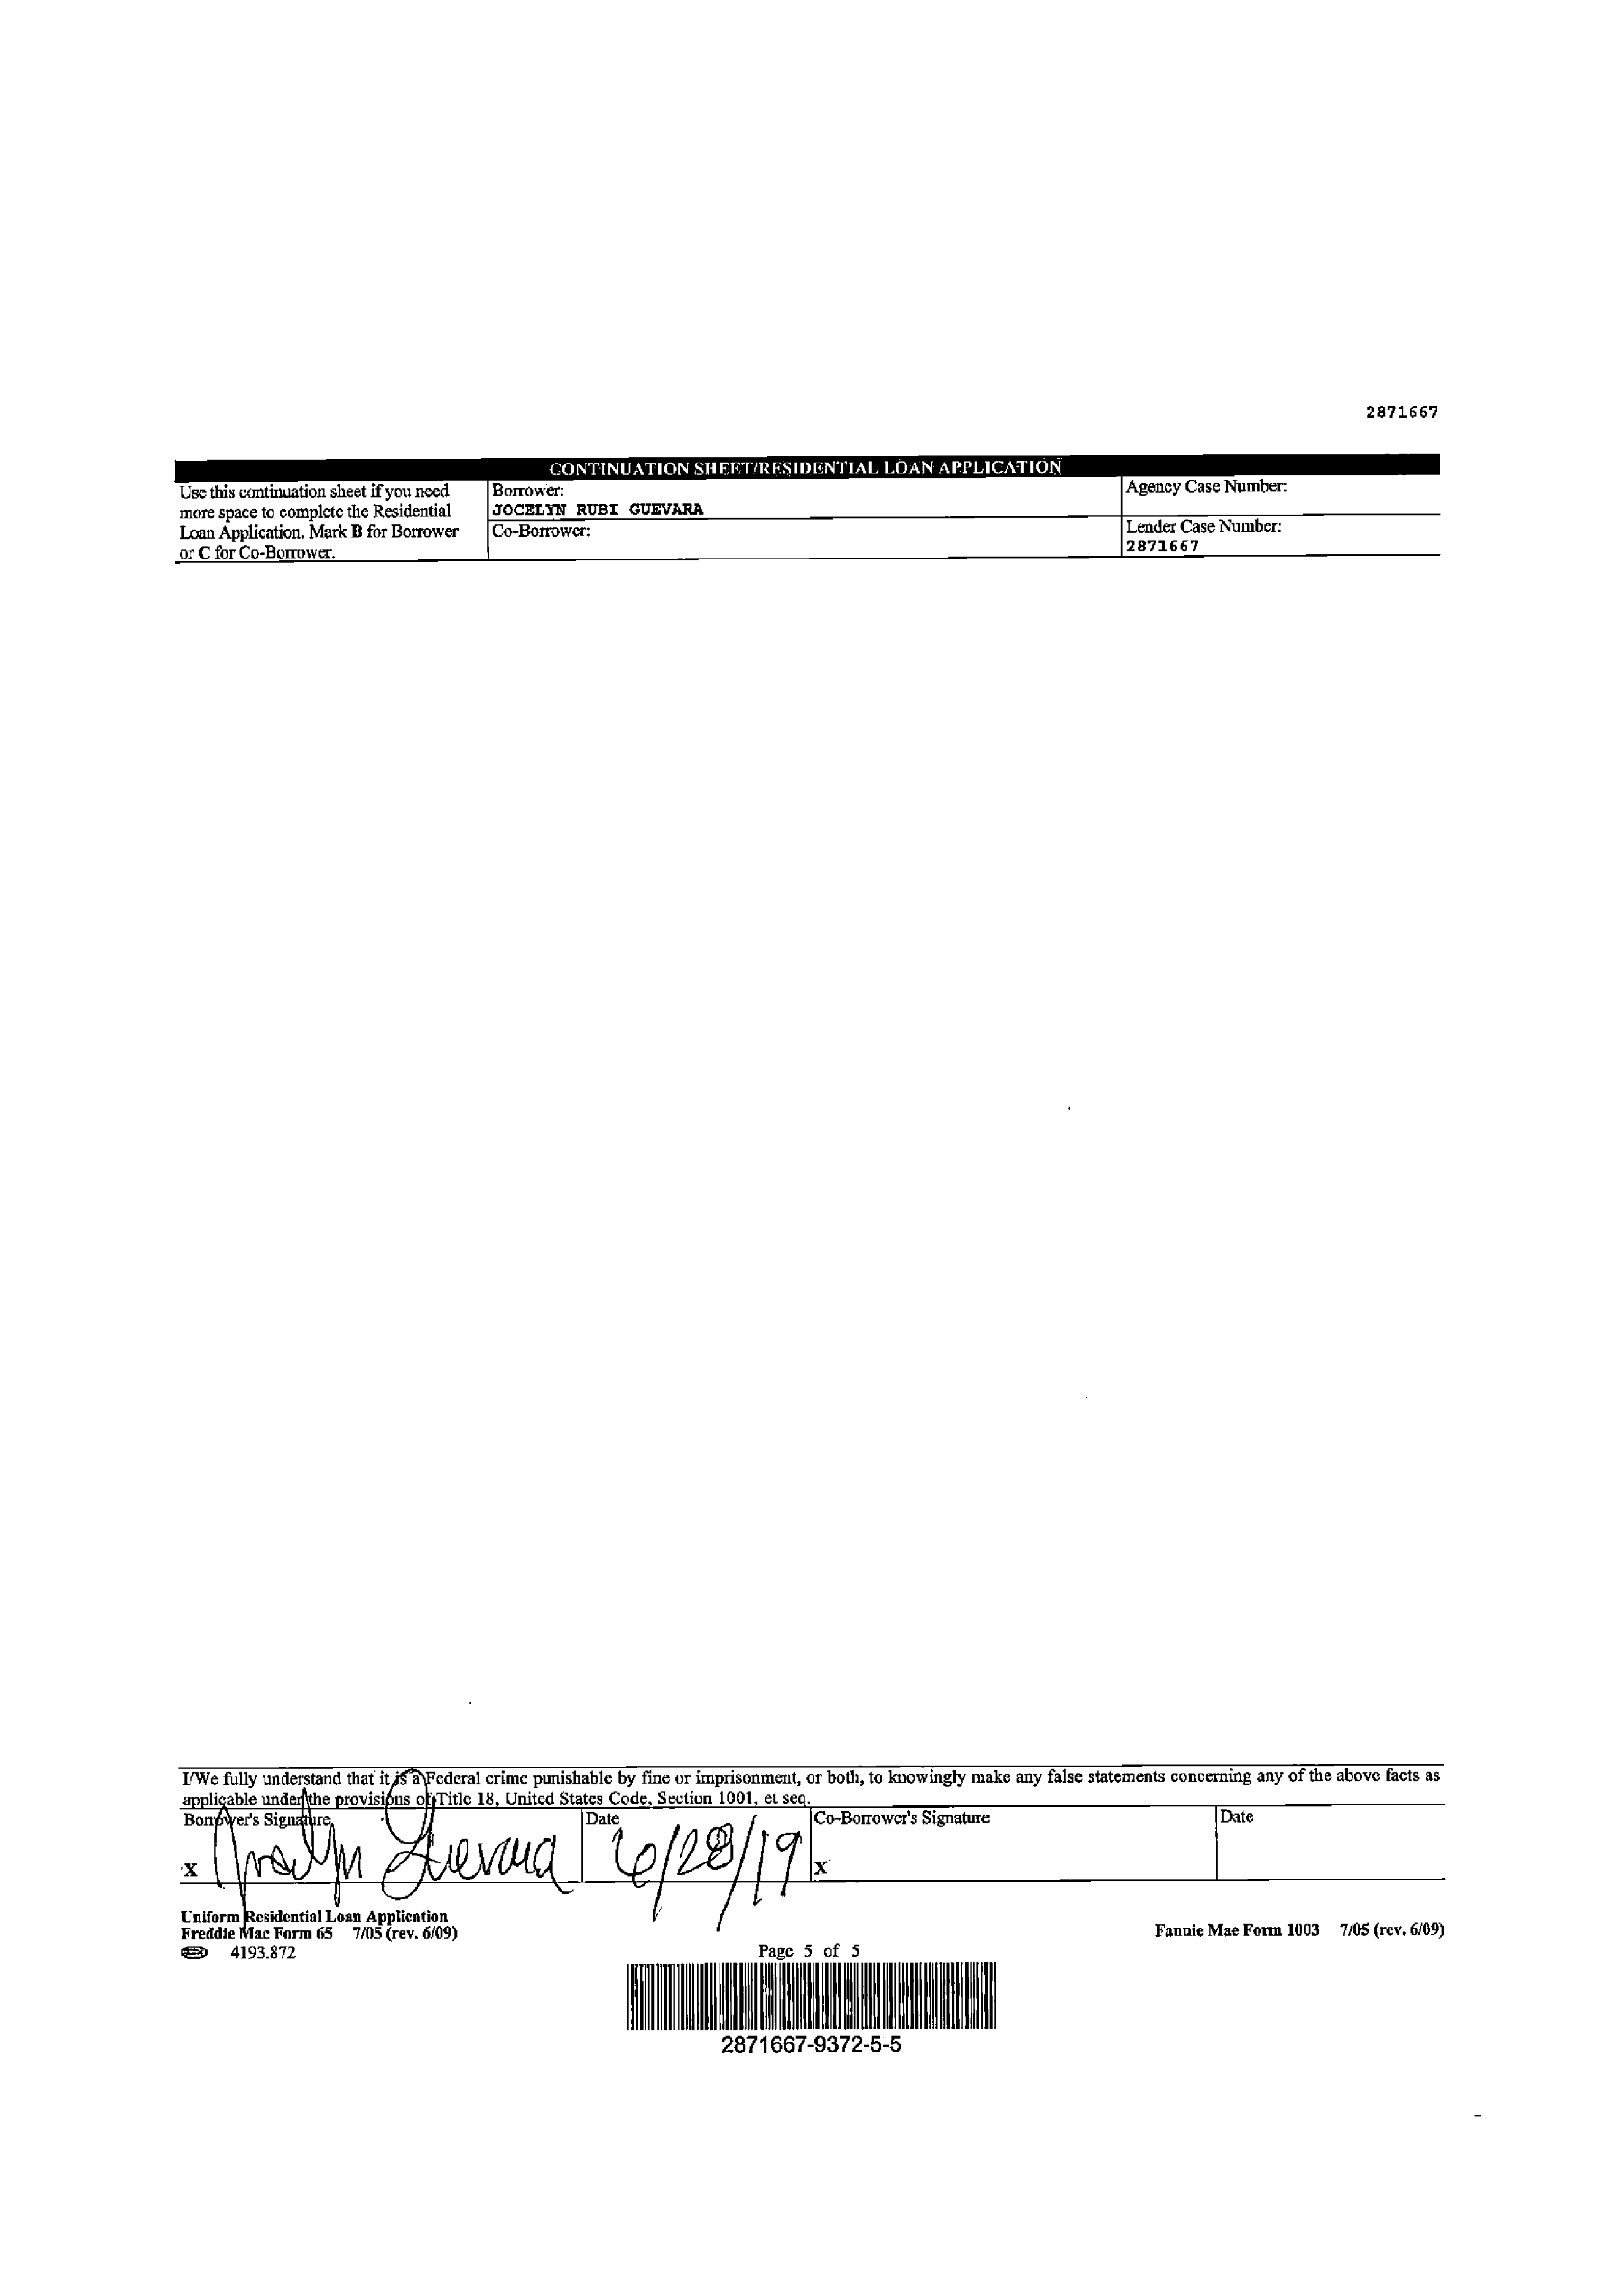 2871667
CONTINUATION SHEET/RESIDENTIAL LOAN APPLICATION
Use this continuation sheet if you need
more space to complete the Residential
Loan Application. Mark B for Borrower
or C for Co-Borrower.
Borrower:
JOCELYN RUBI GUEVARA
Co-Borrower:
Agency Case Number:
Lender Case Number:
2871667
I/We fully understand that it is a Federal crime punishable by fine or imprisonment, or both, to knowingly make any false statements concerning any of the above facts as
applicable under the provisions of Title 18, United States Code, Section 1001, et seq.
Borrower's Signature
X Jocelyn Guevara
Date
6/28/19
Co-Borrower's Signature
X
Date
Uniform Residential Loan Application
Freddie Mac Form 65 7/05 (rev. 6/09)
4193.872
Page 5 of 5
Fannie Mae Form 1003 7/05 (rev. 6/09)
2871667-9372-5-5